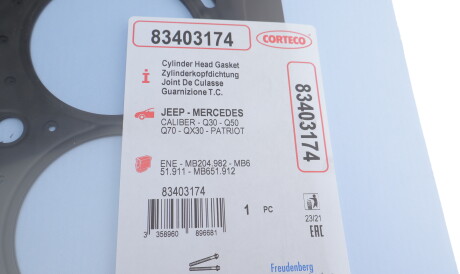 83403174
CORTECO
Cylinder Head Gasket
Zylinderkopfdichtung
Joint De Culasse
Guarnizione T.C.
83403174
JEEP - MERCEDES
CALIBER - Q30 - Q50
Q70 - QX30 - PATRIOT
ENE - MB204.982 - MB6
51.911 - MB651.912
83403174
1 PC
3 358960 896681
23/21
EAC
Freudenberg